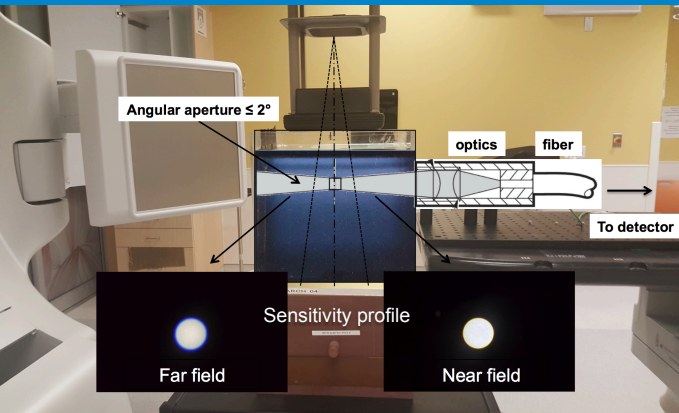 Angular aperture ≤ 2°
optics
fiber
To detector
Sensitivity profile
Far field
Near field